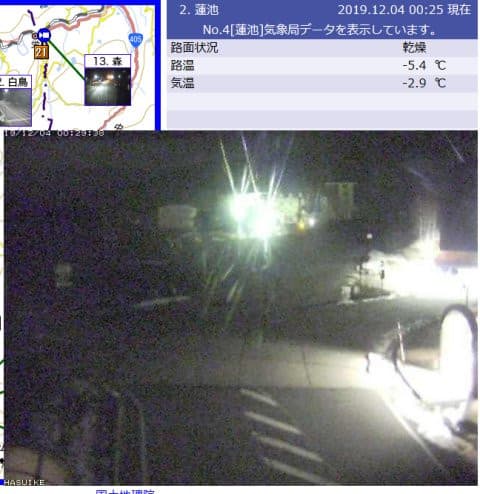 2. 蓮池
2019.12.04 00:25 現在
No.4[蓮池]気象局データを表示しています。
路面状況 乾燥
路温 -5.4 ℃
気温 -2.9 ℃
405
13. 森
21
白鳥
19/12/04 00:29:38
HASUIKE
国土地理院